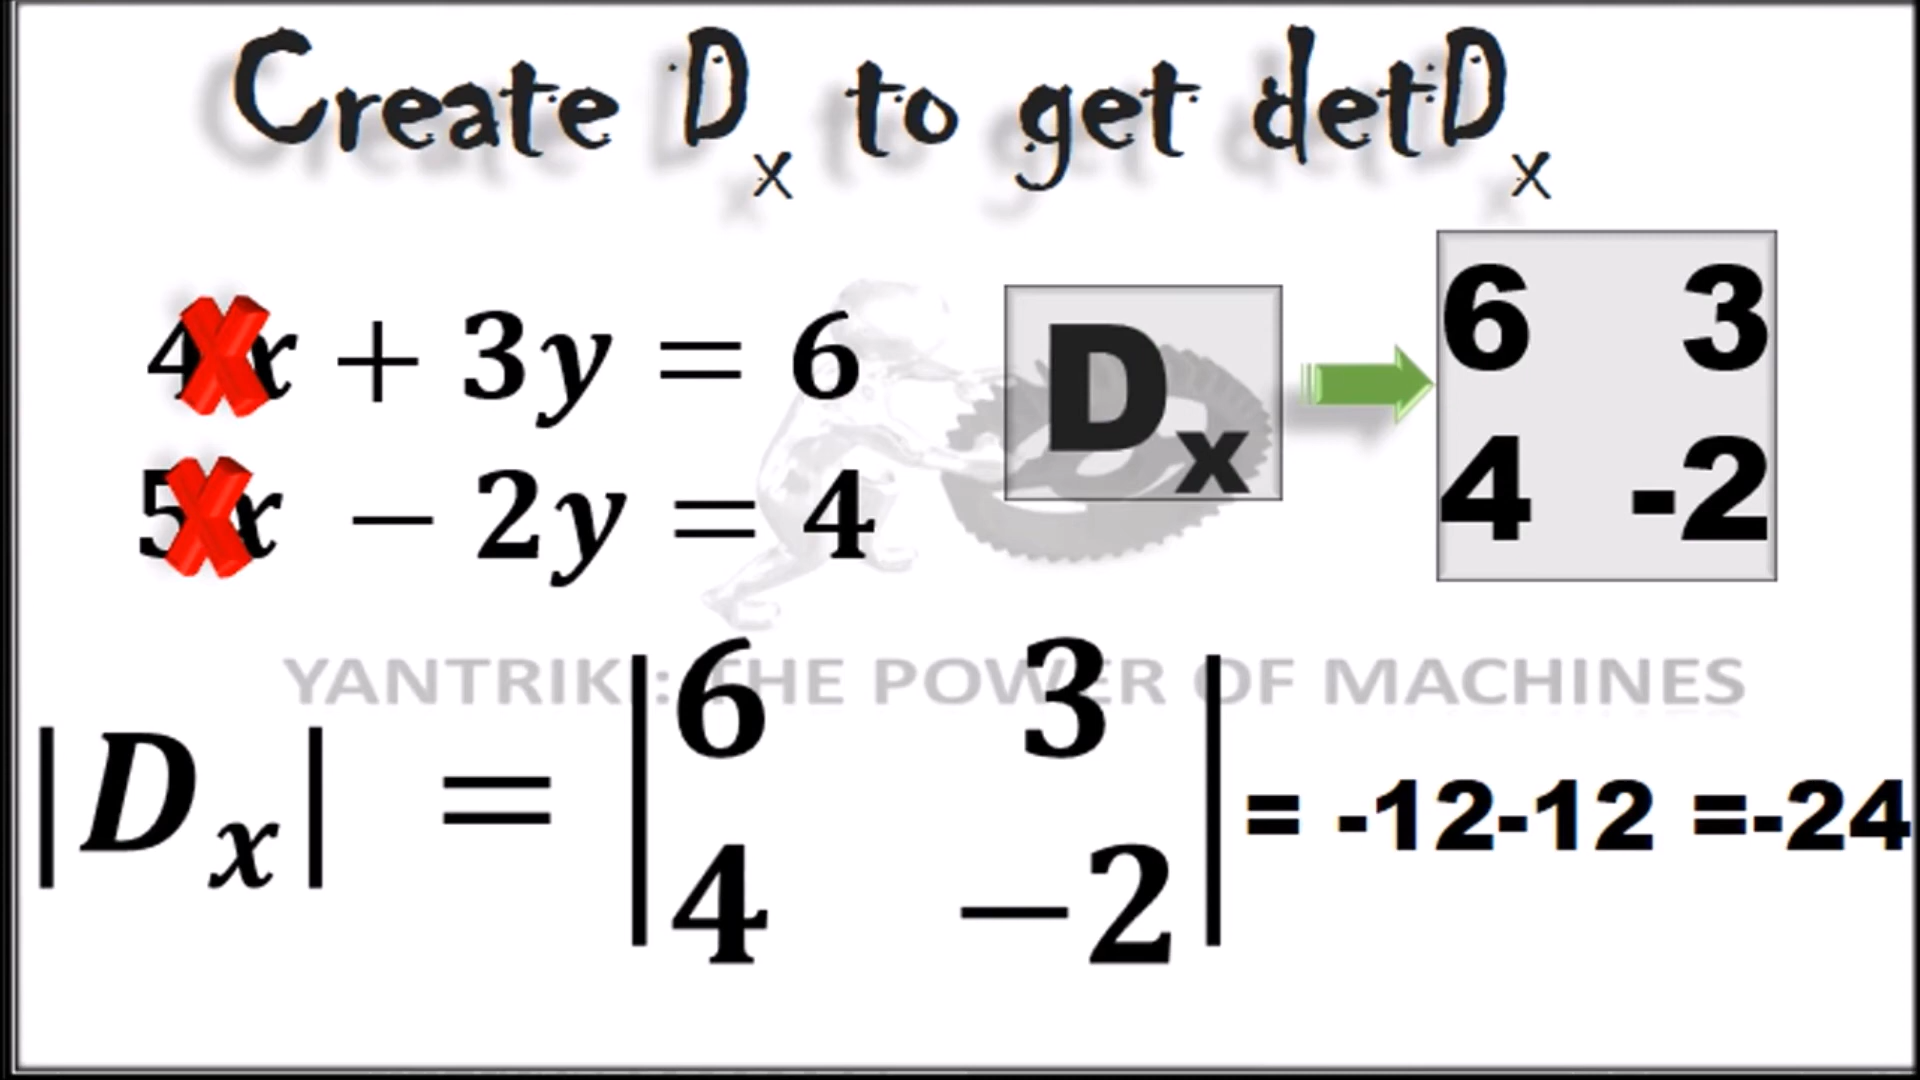 Create Dx to get detDx
4x + 3y = 6
5x − 2y = 4
Dx
6 3
4 -2
YANTRIKI : THE POWER OF MACHINES
|Dx| = |6 3
4 −2| = -12-12 =-24